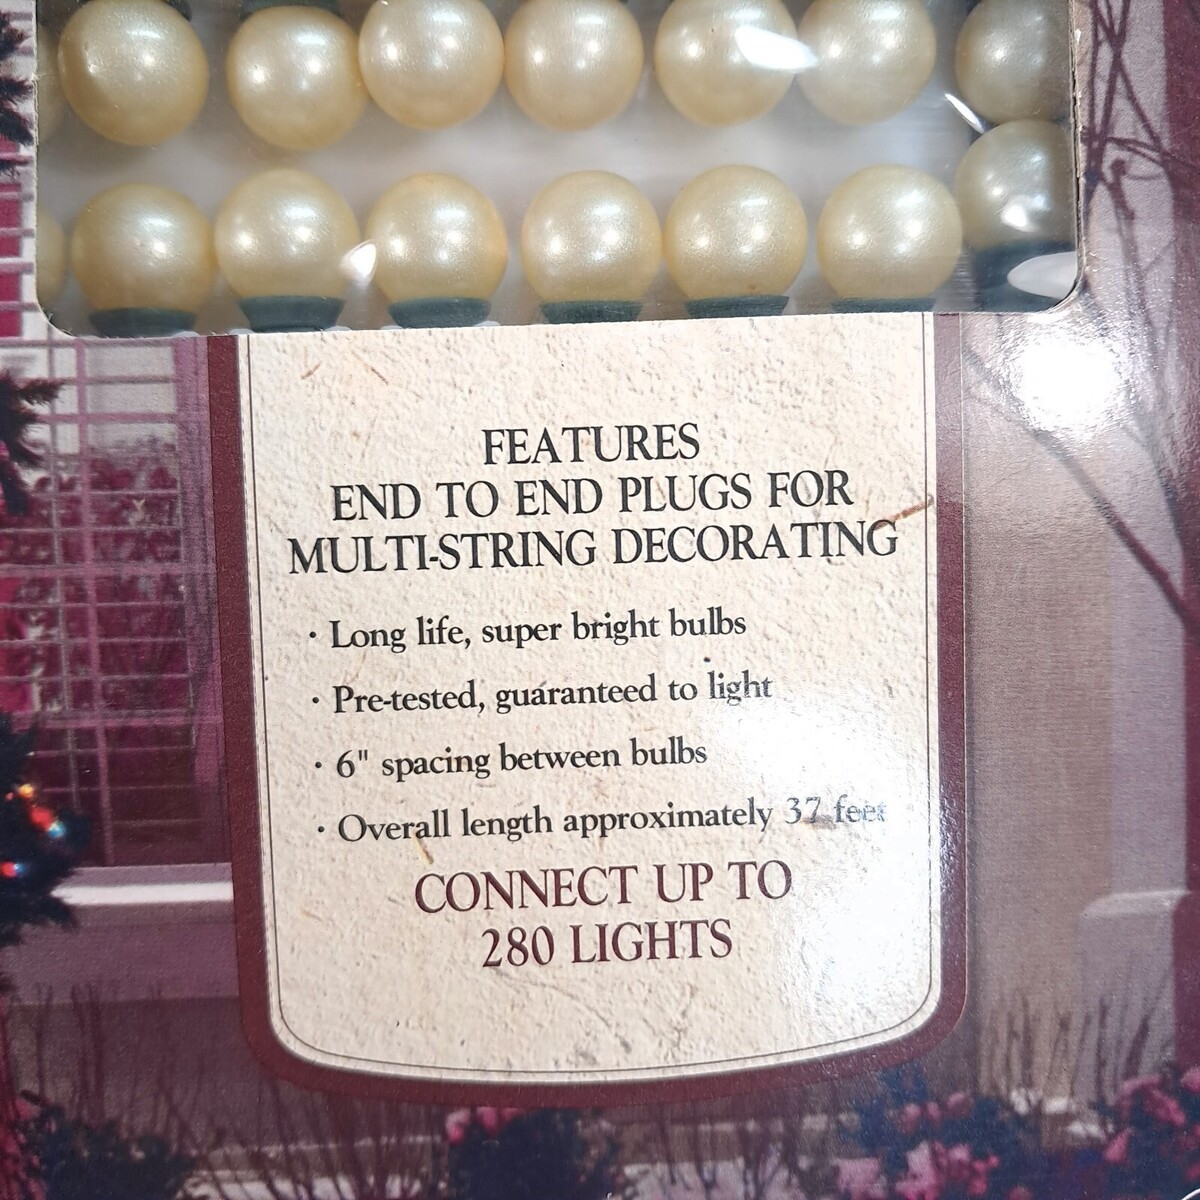 FEATURES
END TO END PLUGS FOR
MULTI-STRING DECORATING
· Long life, super bright bulbs
· Pre-tested, guaranteed to light
· 6" spacing between bulbs
· Overall length approximately 37 feet
CONNECT UP TO
280 LIGHTS